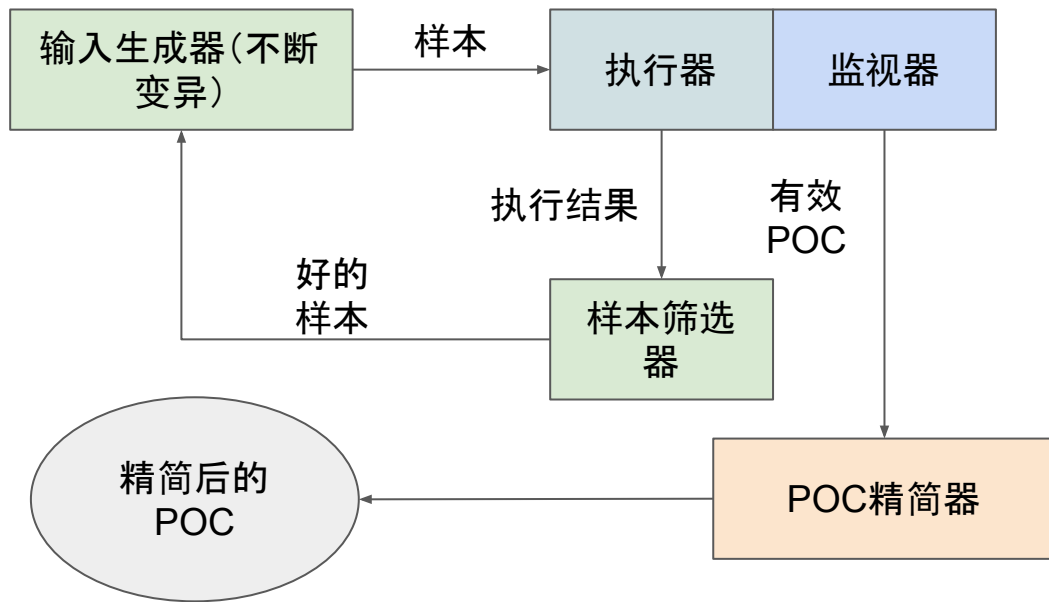 输入生成器（不断
变异）
样本
执行器
监视器
执行结果
有效
POC
好的
样本
样本筛选
器
精简后的
POC
POC精简器